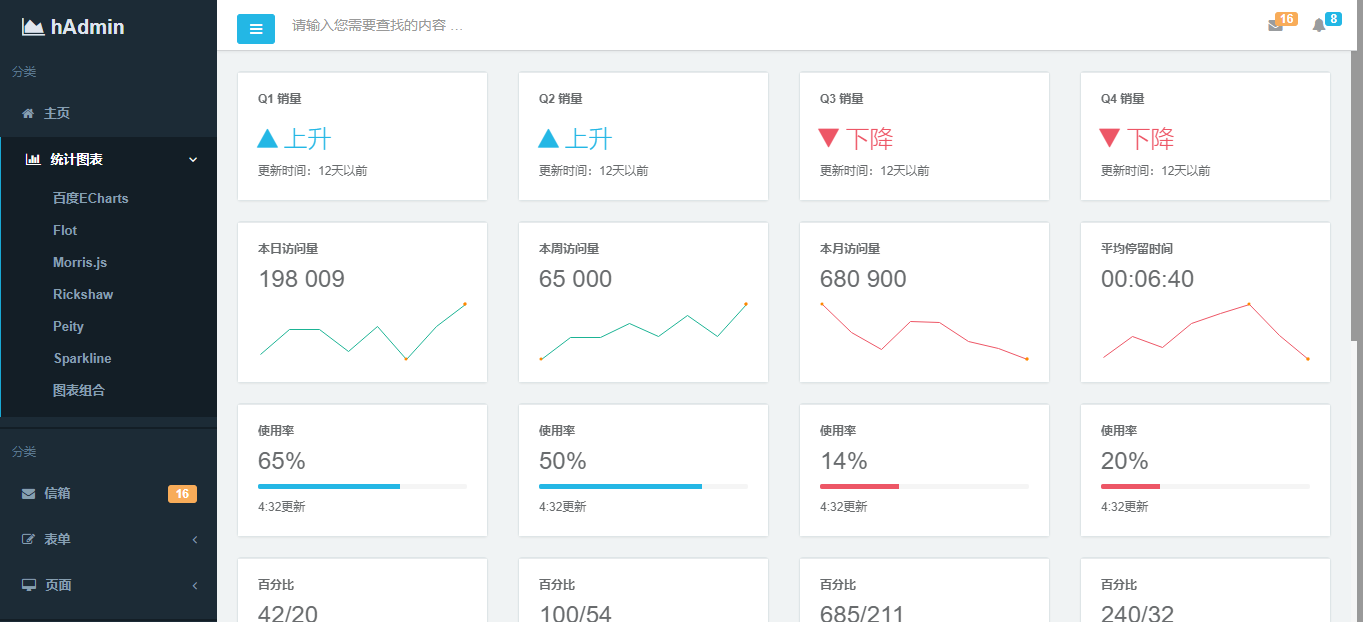 hAdmin
分类
主页
统计图表
百度ECharts
Flot
Morris.js
Rickshaw
Peity
Sparkline
图表组合
分类
信箱 16
表单
页面
请输入您需要查找的内容 …
16 8
Q1 销量
上升
更新时间：12天以前
Q2 销量
上升
更新时间：12天以前
Q3 销量
下降
更新时间：12天以前
Q4 销量
下降
更新时间：12天以前
本日访问量
198 009
本周访问量
65 000
本月访问量
680 900
平均停留时间
00:06:40
使用率
65%
4:32更新
使用率
50%
4:32更新
使用率
14%
4:32更新
使用率
20%
4:32更新
百分比
42/20
百分比
100/54
百分比
685/211
百分比
240/32